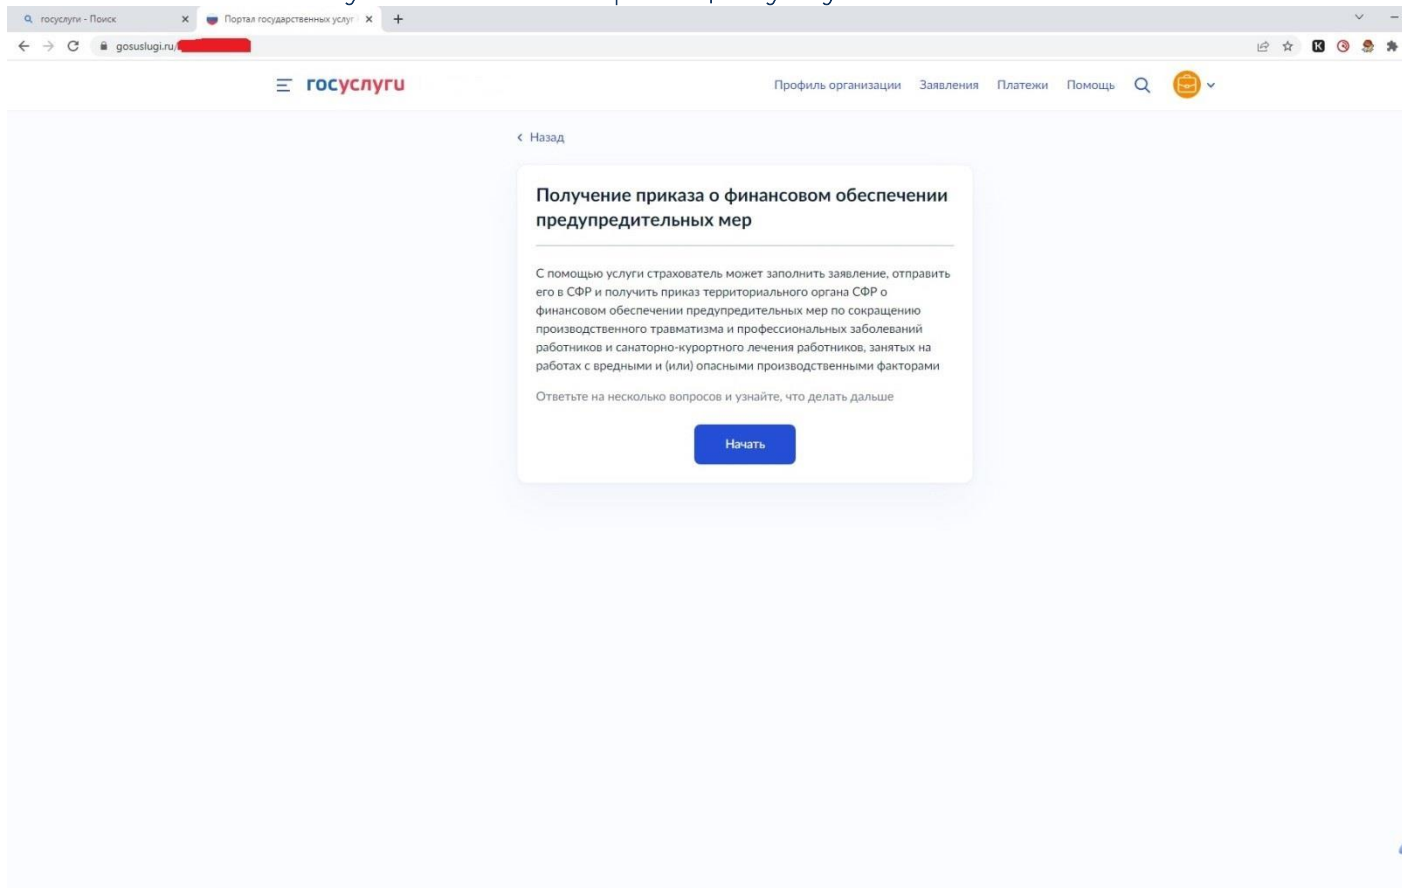 госуслуги - Поиск
Портал государственных услуг
gosuslugi.ru/
госуслуги
Профиль организации Заявления Платежи Помощь
Назад
Получение приказа о финансовом обеспечении
предупредительных мер
С помощью услуги страхователь может заполнить заявление, отправить
его в СФР и получить приказ территориального органа СФР о
финансовом обеспечении предупредительных мер по сокращению
производственного травматизма и профессиональных заболеваний
работников и санаторно-курортного лечения работников, занятых на
работах с вредными и (или) опасными производственными факторами
Ответьте на несколько вопросов и узнайте, что делать дальше
Начать